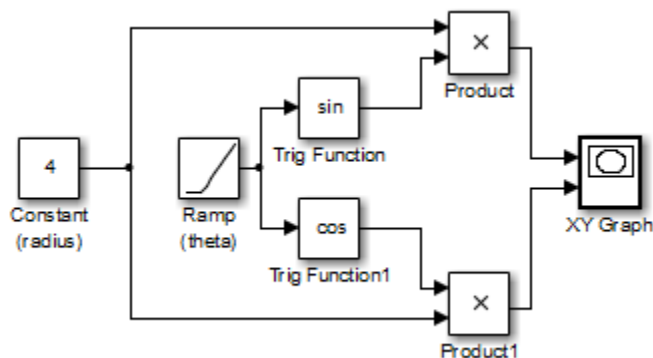 ×
Product
sin
Trig Function
4
Constant
(radius)
Ramp
(theta)
XY Graph
cos
Trig Function1
×
Product1